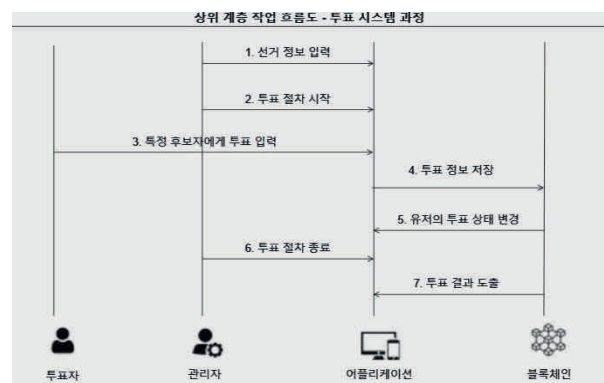 상위 계층 작업 흐름도 - 투표 시스템 과정
1. 선거 정보 입력
2. 투표 절차 시작
3. 특정 후보자에게 투표 입력
4. 투표 정보 저장
5. 유저의 투표 상태 변경
6. 투표 절차 종료
7. 투표 결과 도출
투표자
관리자
어플리케이션
블록체인